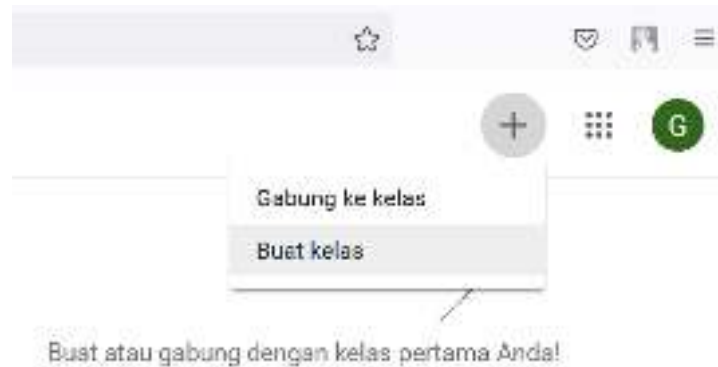 G
Gabung ke kelas
Buat kelas
Buat atau gabung dengan kelas pertama Anda!